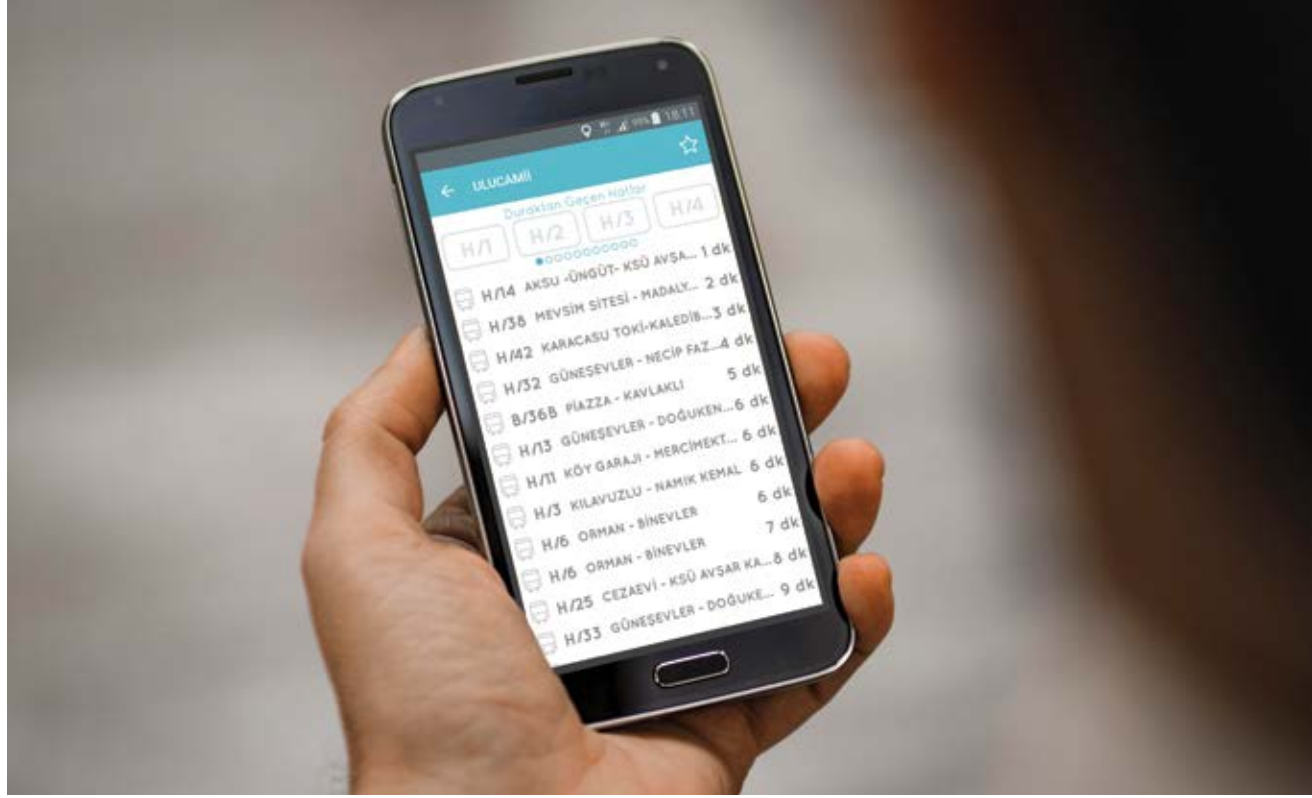 99% 18:11
ULUCAMİİ
Duraktan Geçen Hatlar
H/1 H/2 H/3 H/4
H/14 AKSU -ÜNGÜT- KSÜ AVŞA... 1 dk
H/38 MEVSİM SİTESİ - MADALY... 2 dk
H/42 KARACASU TOKİ-KALEDİB...3 dk
H/32 GÜNEŞEVLER - NECİP FAZ...4 dk
B/36B PİAZZA - KAVLAKLI 5 dk
H/13 GÜNEŞEVLER - DOĞUKEN...6 dk
H/11 KÖY GARAJI - MERCİMEKT... 6 dk
H/3 KILAVUZLU - NAMIK KEMAL 6 dk
H/6 ORMAN - BİNEVLER 6 dk
H/6 ORMAN - BİNEVLER 7 dk
H/25 CEZAEVİ - KSÜ AVŞAR KA...8 dk
H/33 GÜNEŞEVLER - DOĞUKE... 9 dk